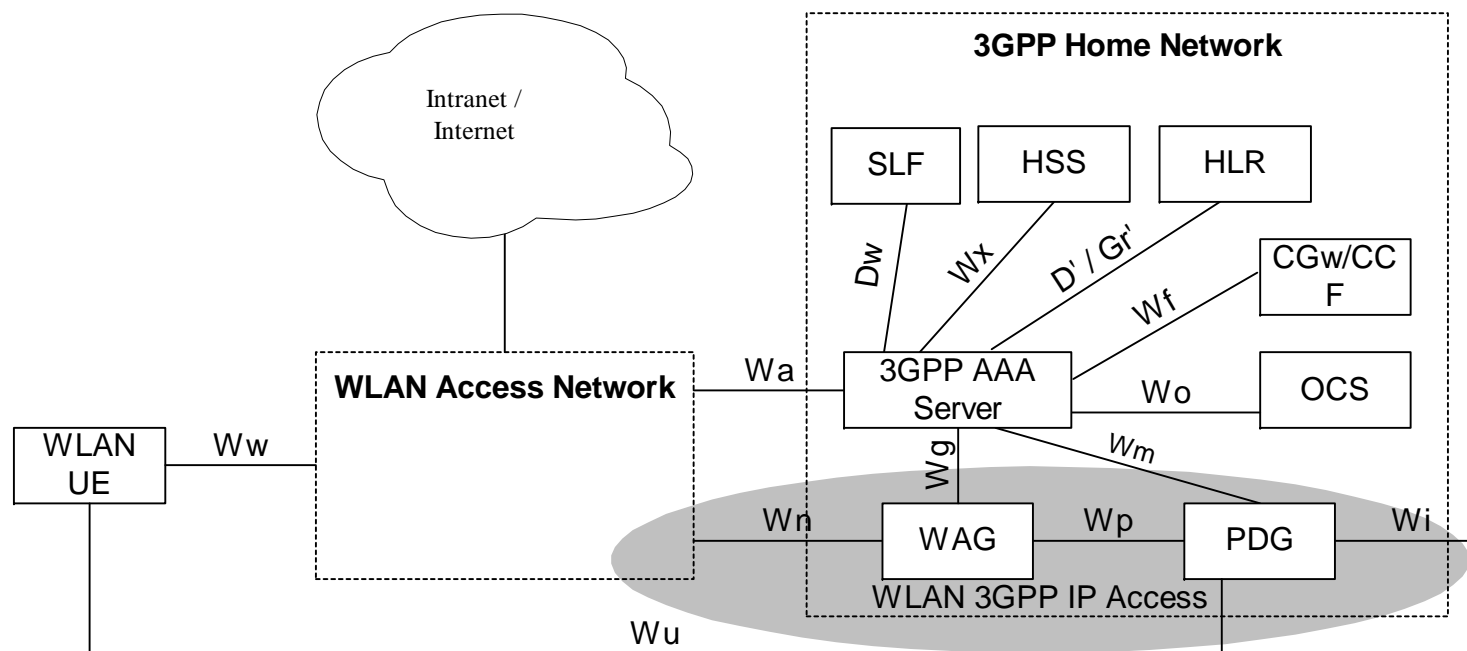 3GPP Home Network
Intranet /
Internet
SLF
HSS
HLR
Dw
Wx
D' / Gr'
CGw/CC
F
Wf
WLAN Access Network
Wa
3GPP AAA
Server
Wo
OCS
WLAN
UE
Ww
Wg
Wm
Wn
WAG
Wp
PDG
Wi
WLAN 3GPP IP Access
Wu